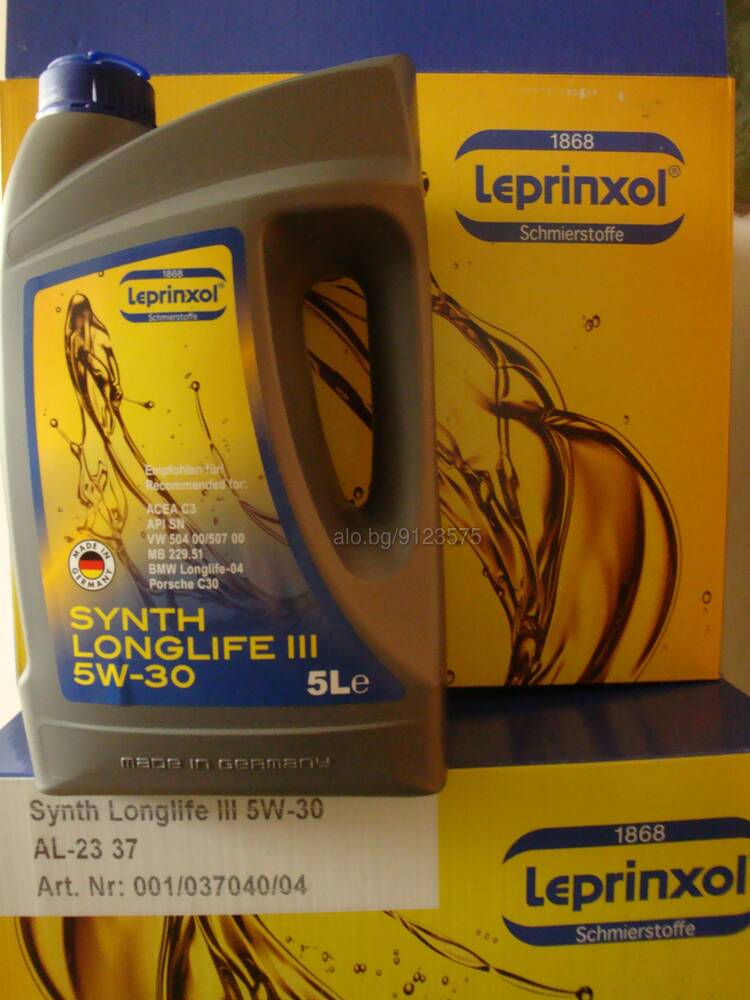 1868
Leprinxol®
Schmierstoffe
1868
Leprinxol®
Schmierstoffe
Empfohlen für/
Recommended for:
ACEA C3
API SN
VW 504 00/507 00
MB 229.51
BMW Longlife-04
Porsche C30
MADE IN
GERMANY
SYNTH
LONGLIFE III
5W-30
5L℮
alo.bg/9123575
MADE IN GERMANY
Synth Longlife III 5W-30
AL-23 37
Art. Nr: 001/037040/04
1868
Leprinxol
Schmierstoffe